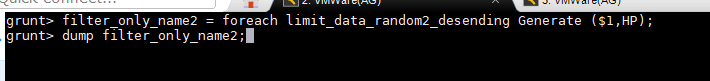 Quick Connect...
2. VMWare(AG)
3. VMWare(AG)
grunt> filter_only_name2 = foreach limit_data_random2_desending Generate ($1,HP);
grunt> dump filter_only_name2;